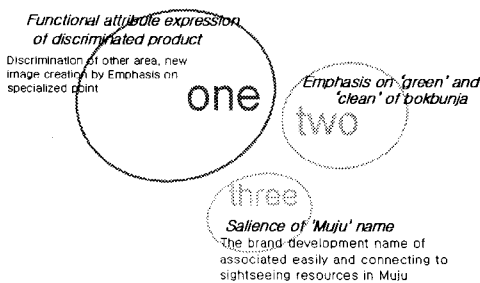 Functional attribute expression
of discriminated product
Discrimination of other area, new
image creation by Emphasis on
specialized point
one
Emphasis on 'green' and
'clean' of bokbunja
two
three
Salience of 'Muju' name
The brand development name of
associated easily and connecting to
sightseeing resources in Muju